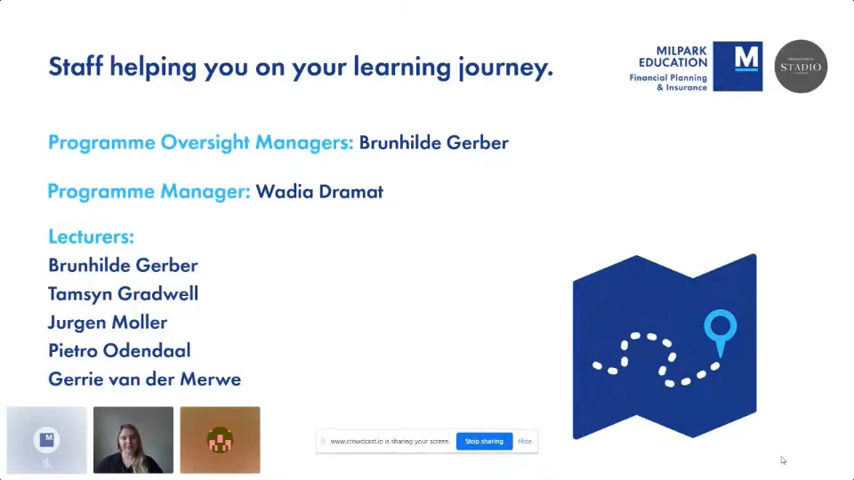 Staff helping you on your learning journey.
MILPARK
EDUCATION
Financial Planning
& Insurance
M
STADIO
Programme Oversight Managers: Brunhilde Gerber
Programme Manager: Wadia Dramat
Lecturers:
Brunhilde Gerber
Tamsyn Gradwell
Jurgen Moller
Pietro Odendaal
Gerrie van der Merwe
M
www.crowdcast.io is sharing your screen.
Stop sharing
Hide